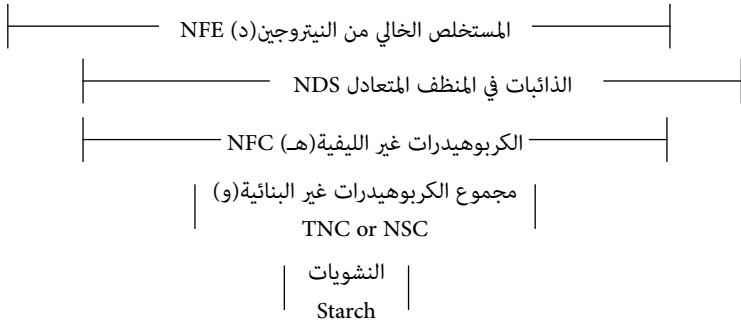 المستخلص الخالي من النيتروجين(د) NFE
الذائبات في المنظف المتعادل NDS
الكربوهيدرات غير الليفية(هـ) NFC
مجموع الكربوهيدرات غير البنائية(و)
TNC or NSC
النشويات
Starch